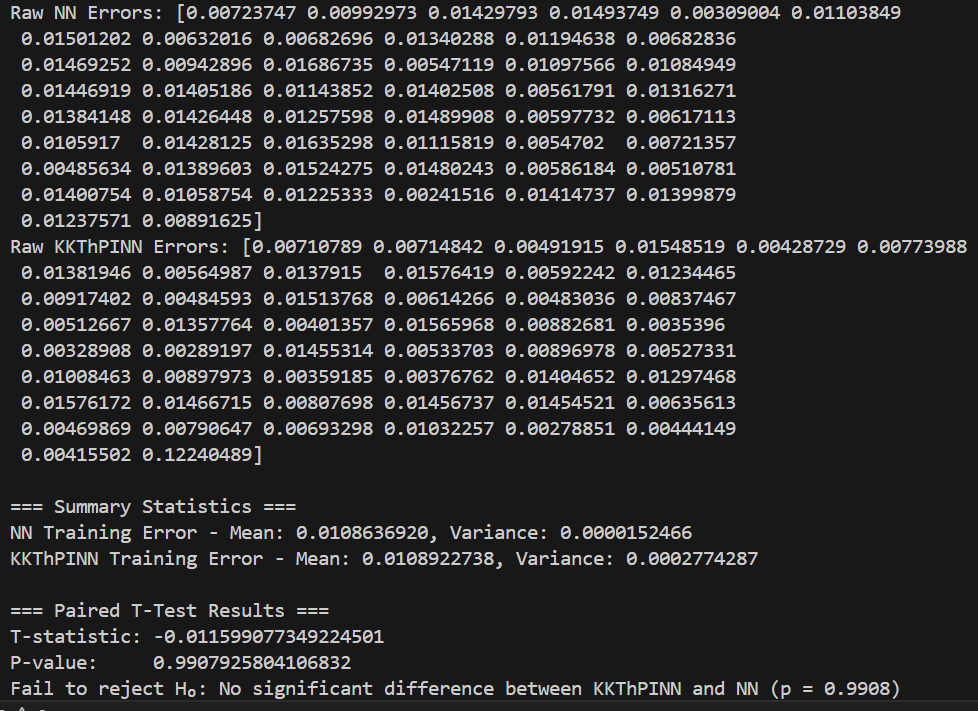 Raw NN Errors: [0.00723747 0.00992973 0.01429793 0.01493749 0.00309004 0.01103849
0.01501202 0.00632016 0.00682696 0.01340288 0.01194638 0.00682836
0.01469252 0.00942896 0.01686735 0.00547119 0.01097566 0.01084949
0.01446919 0.01405186 0.01143852 0.01402508 0.00561791 0.01316271
0.01384148 0.01426448 0.01257598 0.01489908 0.00597732 0.00617113
0.0105917  0.01428125 0.01635298 0.01115819 0.0054702  0.00721357
0.00485634 0.01389603 0.01524275 0.01480243 0.00586184 0.00510781
0.01400754 0.01058754 0.01225333 0.00241516 0.01414737 0.01399879
0.01237571 0.00891625]
Raw KKThPINN Errors: [0.00710789 0.00714842 0.00491915 0.01548519 0.00428729 0.00773988
0.01381946 0.00564987 0.0137915  0.01576419 0.00592242 0.01234465
0.00917402 0.00484593 0.01513768 0.00614266 0.00483036 0.00837467
0.00512667 0.01357764 0.00401357 0.01565968 0.00882681 0.0035396
0.00328908 0.00289197 0.01455314 0.00533703 0.00896978 0.00527331
0.01008463 0.00897973 0.00359185 0.00376762 0.01404652 0.01297468
0.01576172 0.01466715 0.00807698 0.01456737 0.01454521 0.00635613
0.00469869 0.00790647 0.00693298 0.01032257 0.00278851 0.00444149
0.00415502 0.12240489]
=== Summary Statistics ===
NN Training Error - Mean: 0.0108636920, Variance: 0.0000152466
KKThPINN Training Error - Mean: 0.0108922738, Variance: 0.0002774287
=== Paired T-Test Results ===
T-statistic: -0.011599077349224501
P-value:     0.9907925804106832
Fail to reject H₀: No significant difference between KKThPINN and NN (p = 0.9908)